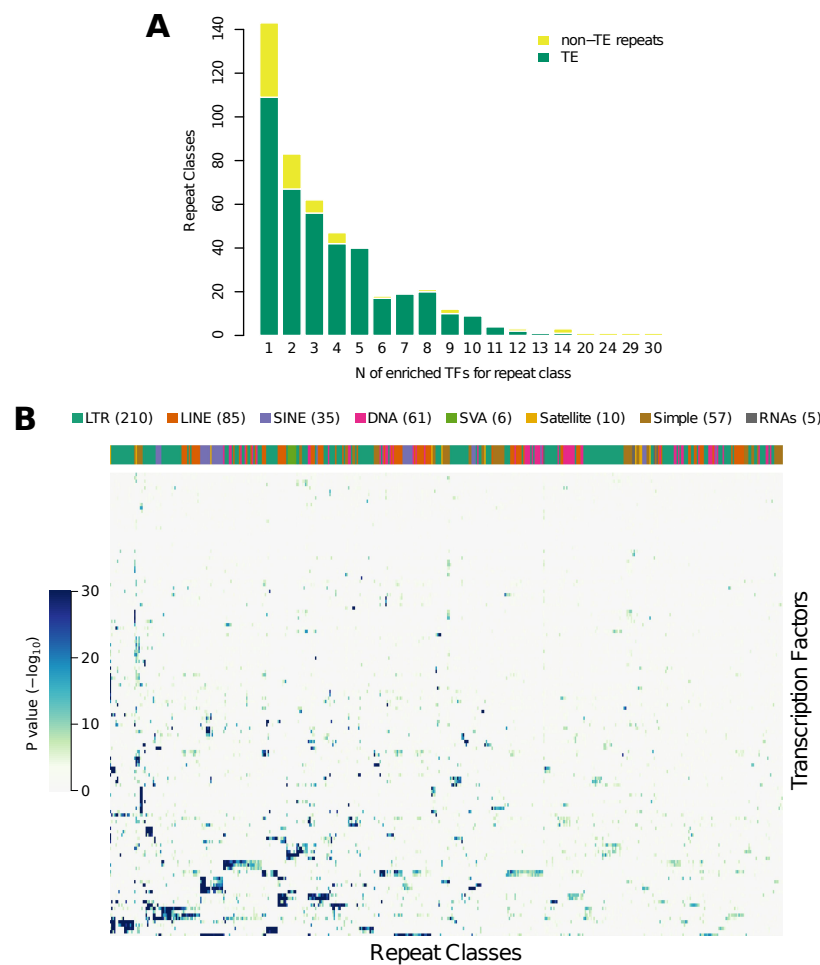 A
140
120
100
80
60
40
20
0
Repeat Classes
non−TE repeats
TE
1 2 3 4 5 6 7 8 9 10 11 12 13 14 20 24 29 30
N of enriched TFs for repeat class
B
LTR (210) LINE (85) SINE (35) DNA (61) SVA (6) Satellite (10) Simple (57) RNAs (5)
P value (−log10)
30
20
10
0
Transcription Factors
Repeat Classes